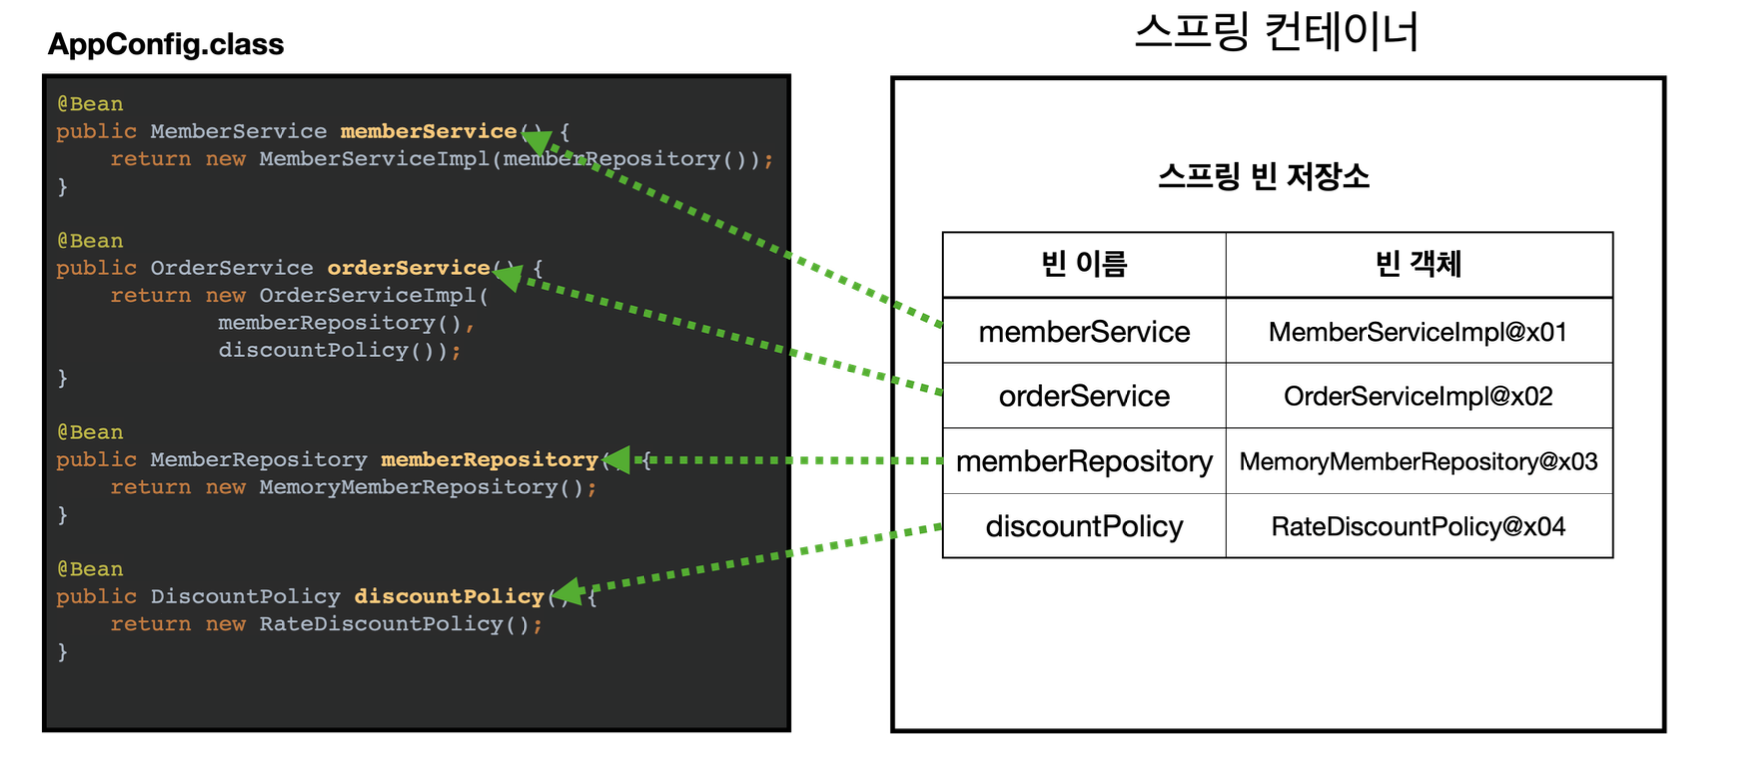 AppConfig.class
@Bean
public MemberService memberService() {
    return new MemberServiceImpl(memberRepository());
}
@Bean
public OrderService orderService() {
    return new OrderServiceImpl(
            memberRepository(),
            discountPolicy());
}
@Bean
public MemberRepository memberRepository() {
    return new MemoryMemberRepository();
}
@Bean
public DiscountPolicy discountPolicy() {
    return new RateDiscountPolicy();
}
스프링 컨테이너
스프링 빈 저장소
빈 이름 빈 객체
memberService MemberServiceImpl@x01
orderService OrderServiceImpl@x02
memberRepository MemoryMemberRepository@x03
discountPolicy RateDiscountPolicy@x04